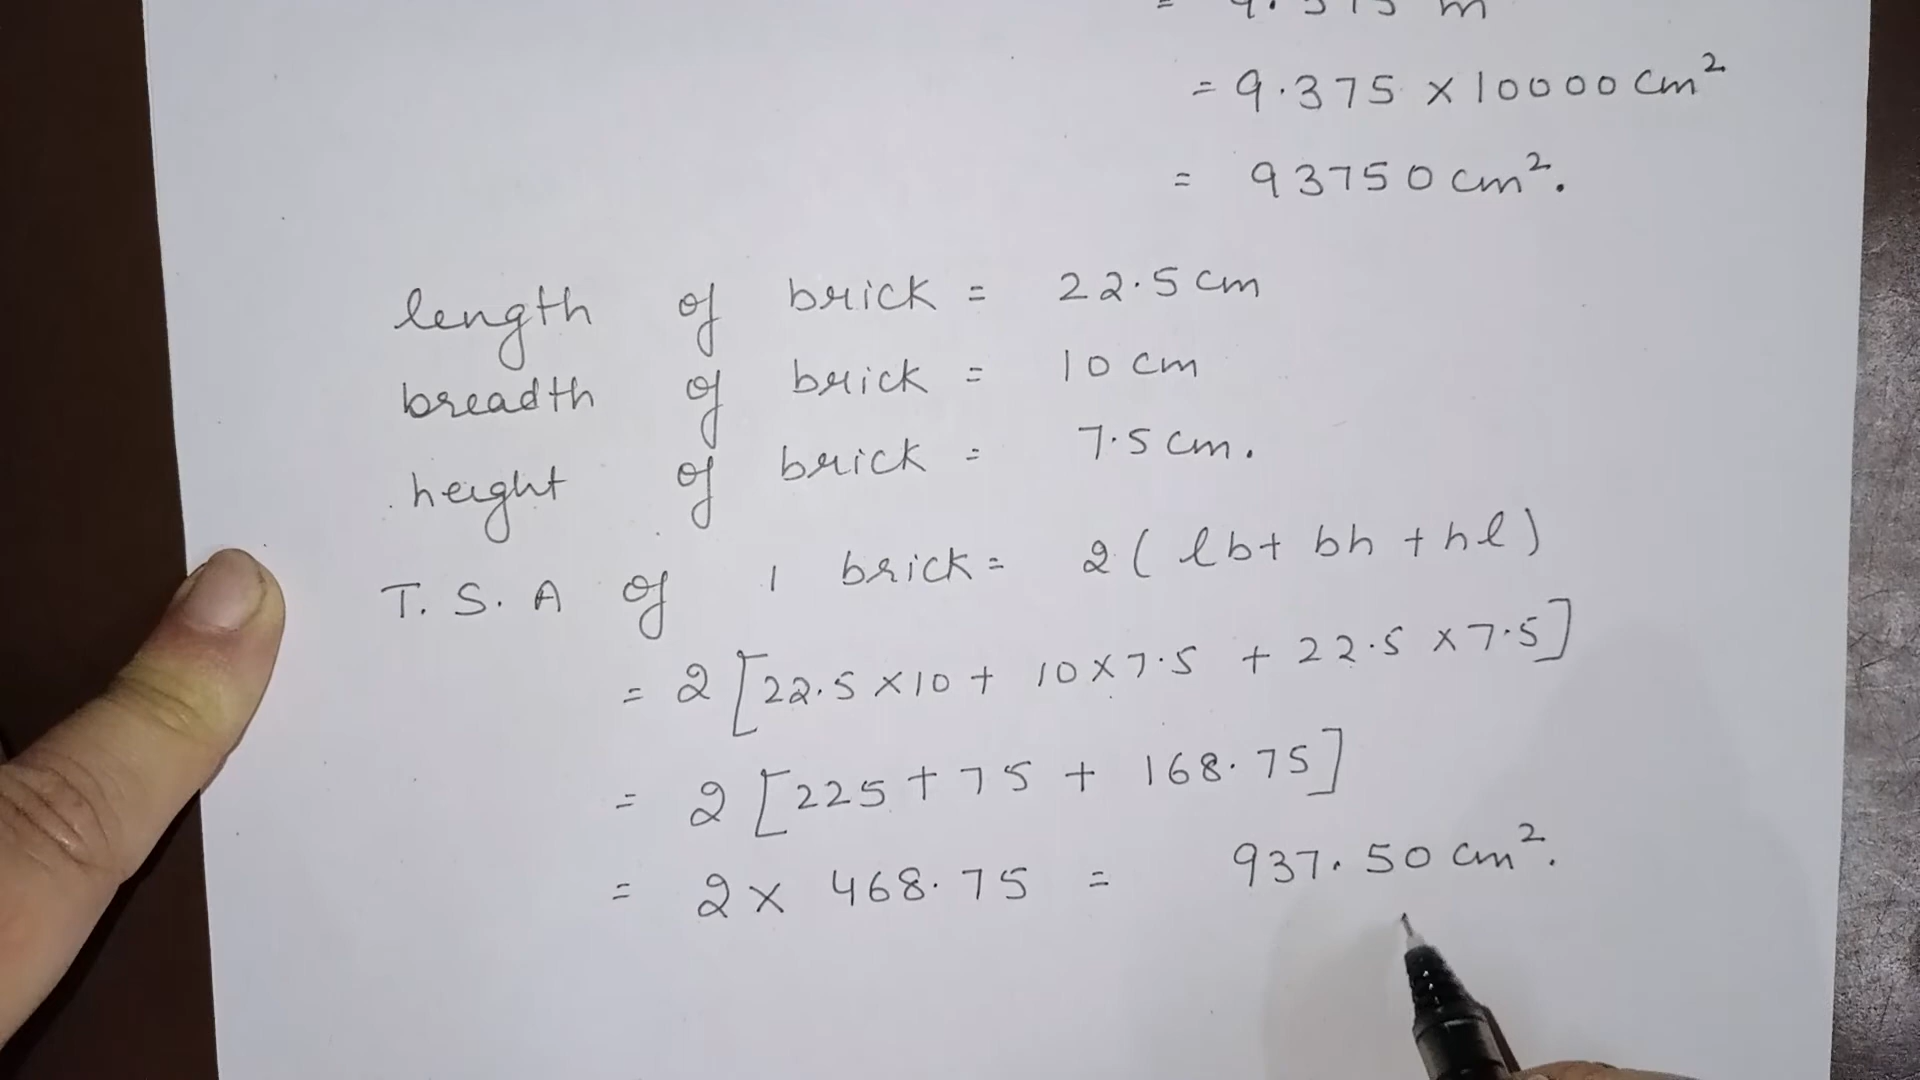 = 9.375 m
= 9.375 × 10000 cm²
= 93750 cm².
length of brick = 22.5 cm
breadth of brick = 10 cm
height of brick = 7.5 cm.
T. S. A of 1 brick = 2 ( lb + bh + hl )
= 2 [ 22.5 × 10 + 10 × 7.5 + 22.5 × 7.5 ]
= 2 [ 225 + 75 + 168.75 ]
= 2 × 468.75 = 937.50 cm².